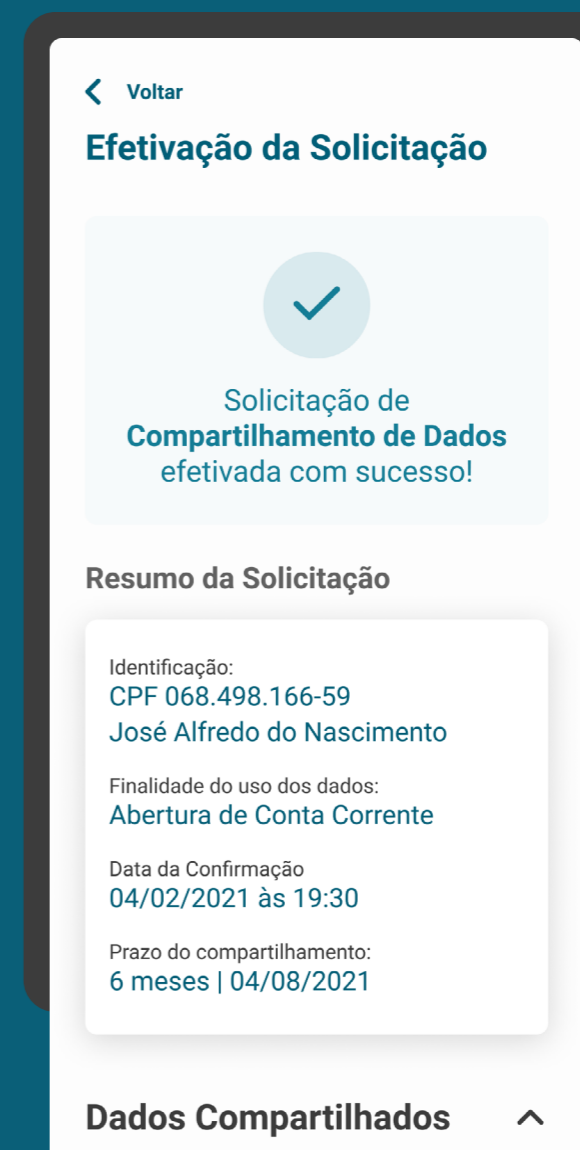 Voltar
Efetivação da Solicitação
Solicitação de
Compartilhamento de Dados
efetivada com sucesso!
Resumo da Solicitação
Identificação:
CPF 068.498.166-59
José Alfredo do Nascimento
Finalidade do uso dos dados:
Abertura de Conta Corrente
Data da Confirmação
04/02/2021 às 19:30
Prazo do compartilhamento:
6 meses | 04/08/2021
Dados Compartilhados